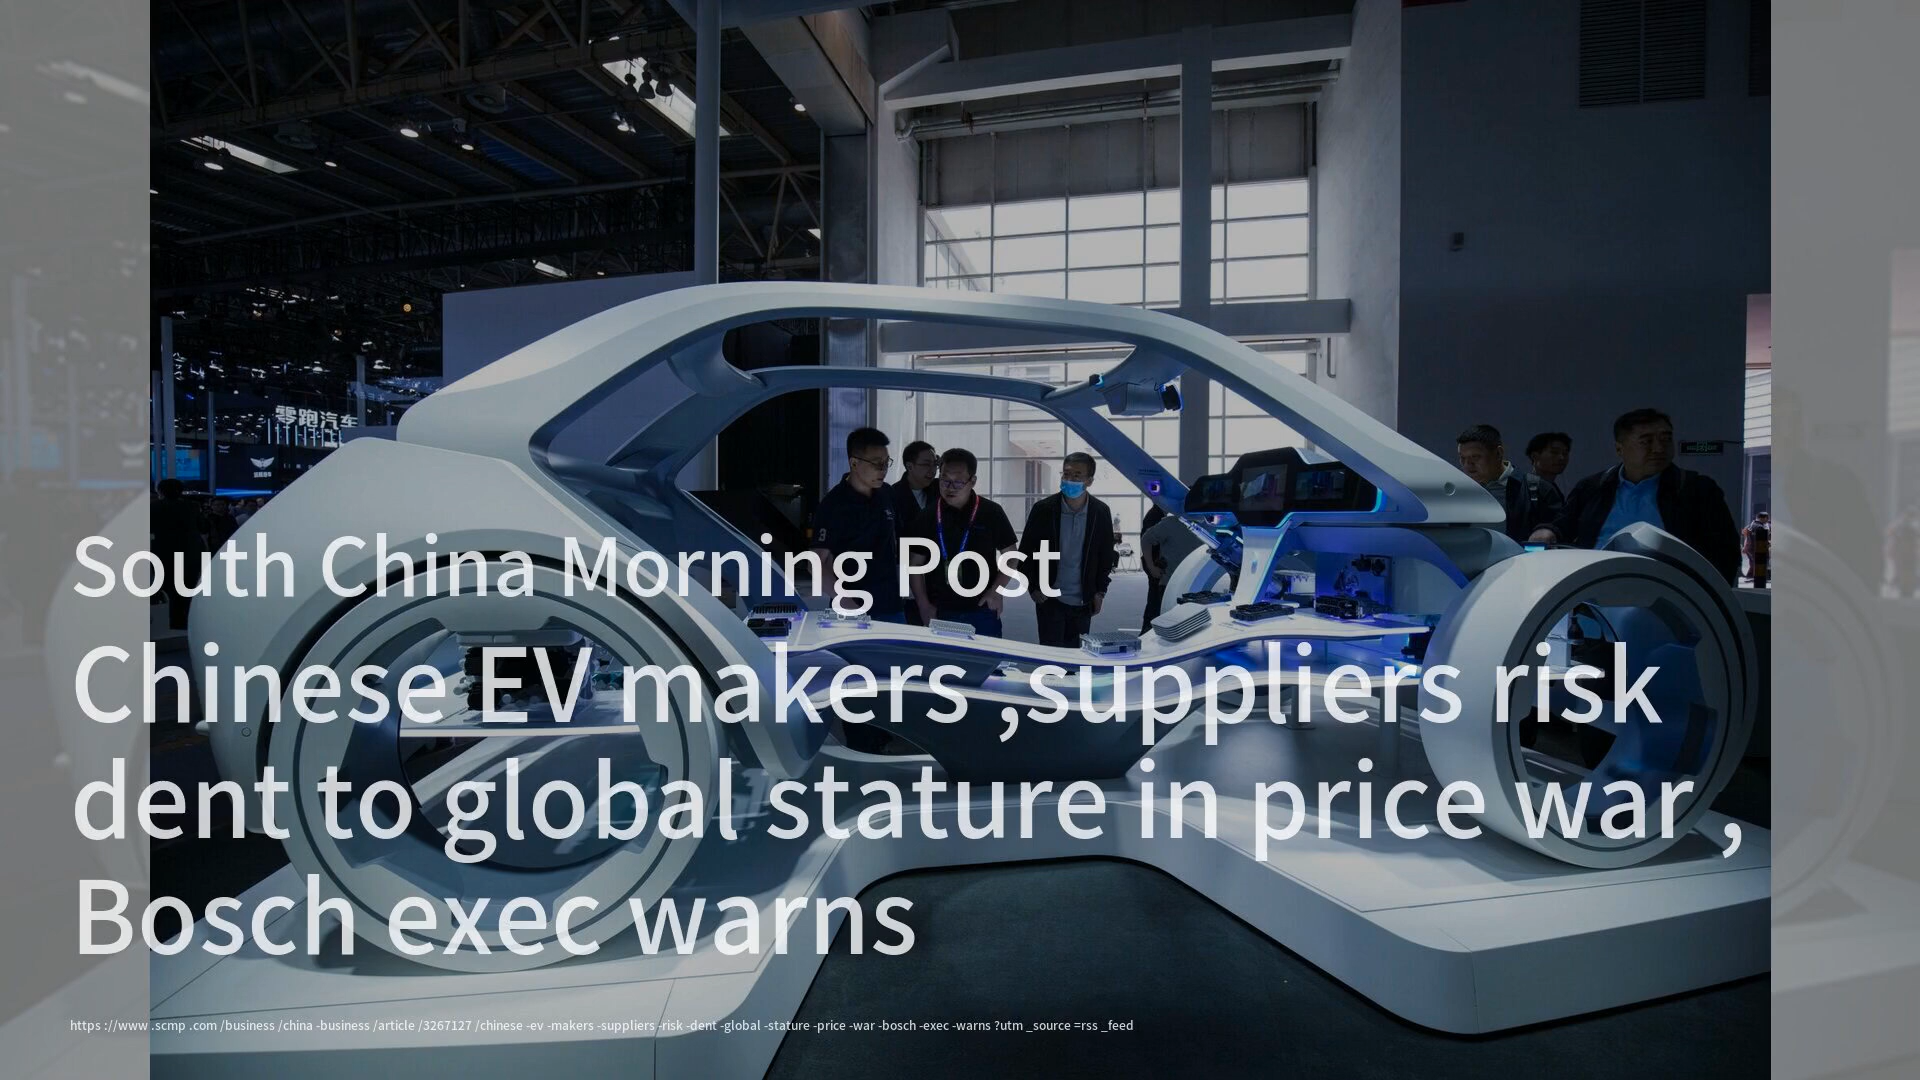 零跑汽车
South China Morning Post
Chinese EV makers ,suppliers risk
dent to global stature in price war ,
Bosch exec warns
https ://www .scmp .com /business /china -business /article /3267127 /chinese -ev -makers -suppliers -risk -dent -global -stature -price -war -bosch -exec -warns ?utm _source =rss _feed